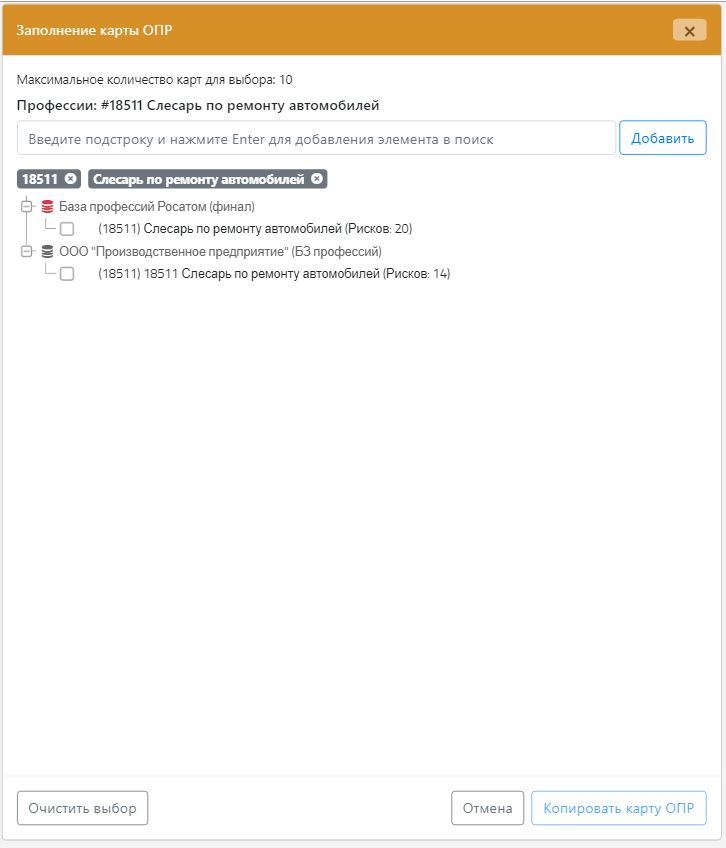 Заполнение карты ОПР
Максимальное количество карт для выбора: 10
Профессии: #18511 Слесарь по ремонту автомобилей
Введите подстроку и нажмите Enter для добавления элемента в поиск
Добавить
18511 Слесарь по ремонту автомобилей
База профессий Росатом (финал)
(18511) Слесарь по ремонту автомобилей (Рисков: 20)
ООО "Производственное предприятие" (БЗ профессий)
(18511) 18511 Слесарь по ремонту автомобилей (Рисков: 14)
Очистить выбор
Отмена
Копировать карту ОПР